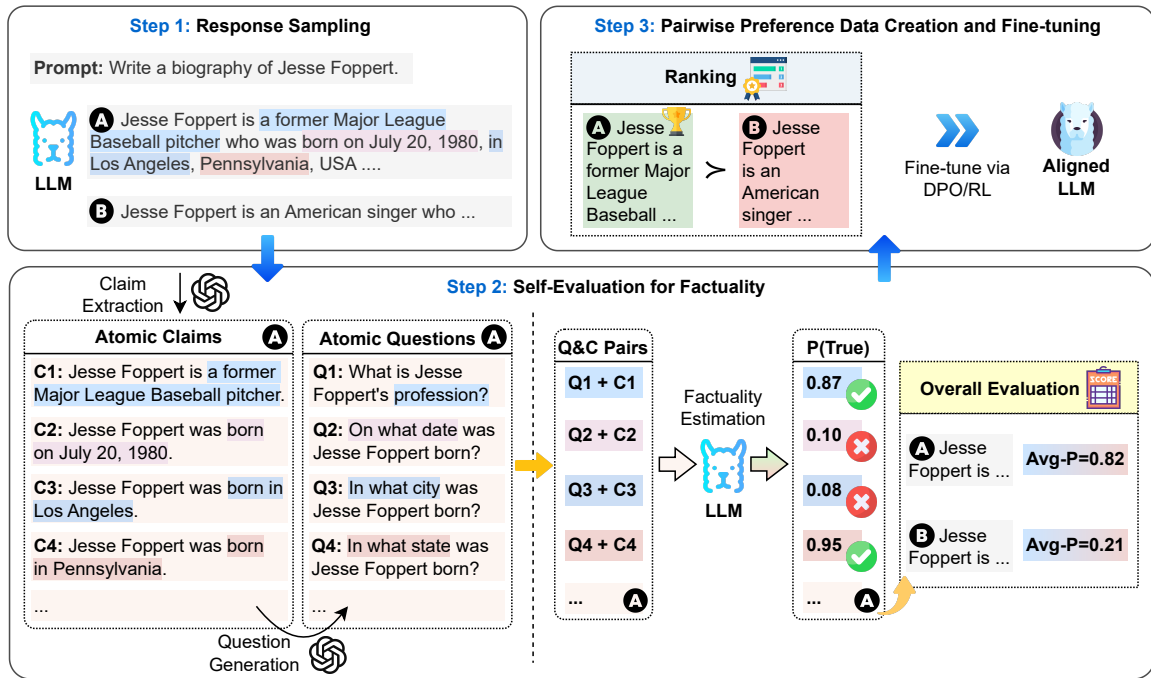 Step 1: Response Sampling
Prompt: Write a biography of Jesse Foppert.
LLM
A Jesse Foppert is a former Major League
Baseball pitcher who was born on July 20, 1980, in
Los Angeles, Pennsylvania, USA ....
B Jesse Foppert is an American singer who ...
Step 3: Pairwise Preference Data Creation and Fine-tuning
Ranking
A Jesse
Foppert is a
former Major
League
Baseball ...
≻
B Jesse
Foppert
is an
American
singer ...
Fine-tune via
DPO/RL
Aligned
LLM
Step 2: Self-Evaluation for Factuality
Claim
Extraction
Atomic Claims A
C1: Jesse Foppert is a former
Major League Baseball pitcher.
C2: Jesse Foppert was born
on July 20, 1980.
C3: Jesse Foppert was born in
Los Angeles.
C4: Jesse Foppert was born
in Pennsylvania.
...
Question
Generation
Atomic Questions A
Q1: What is Jesse
Foppert's profession?
Q2: On what date was
Jesse Foppert born?
Q3: In what city was
Jesse Foppert born?
Q4: In what state was
Jesse Foppert born?
...
Q&C Pairs
Q1 + C1
Q2 + C2
Q3 + C3
Q4 + C4
... A
Factuality
Estimation
LLM
P(True)
0.87
0.10
0.08
0.95
... A
Overall Evaluation
SCORE
A Jesse
Foppert is ...
Avg-P=0.82
B Jesse
Foppert is ...
Avg-P=0.21